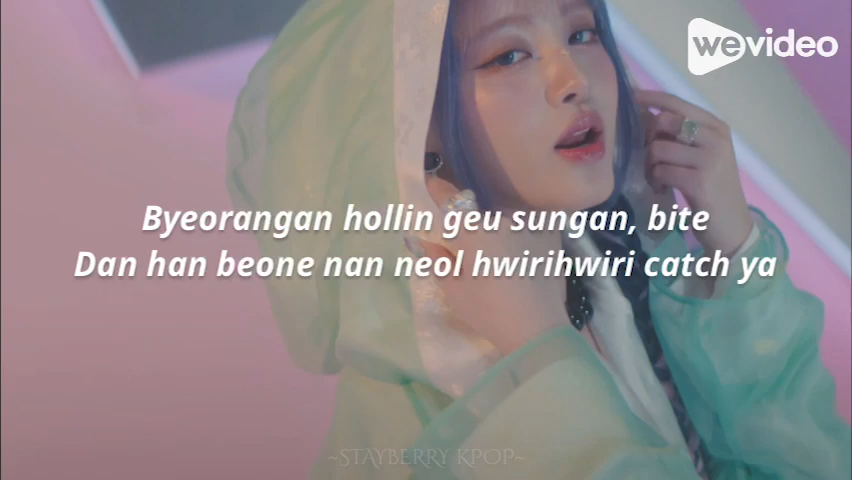 wevideo
Byeorangan hollin geu sungan, bite
Dan han beone nan neol hwirihwiri catch ya
~STAYBERRY KPOP~